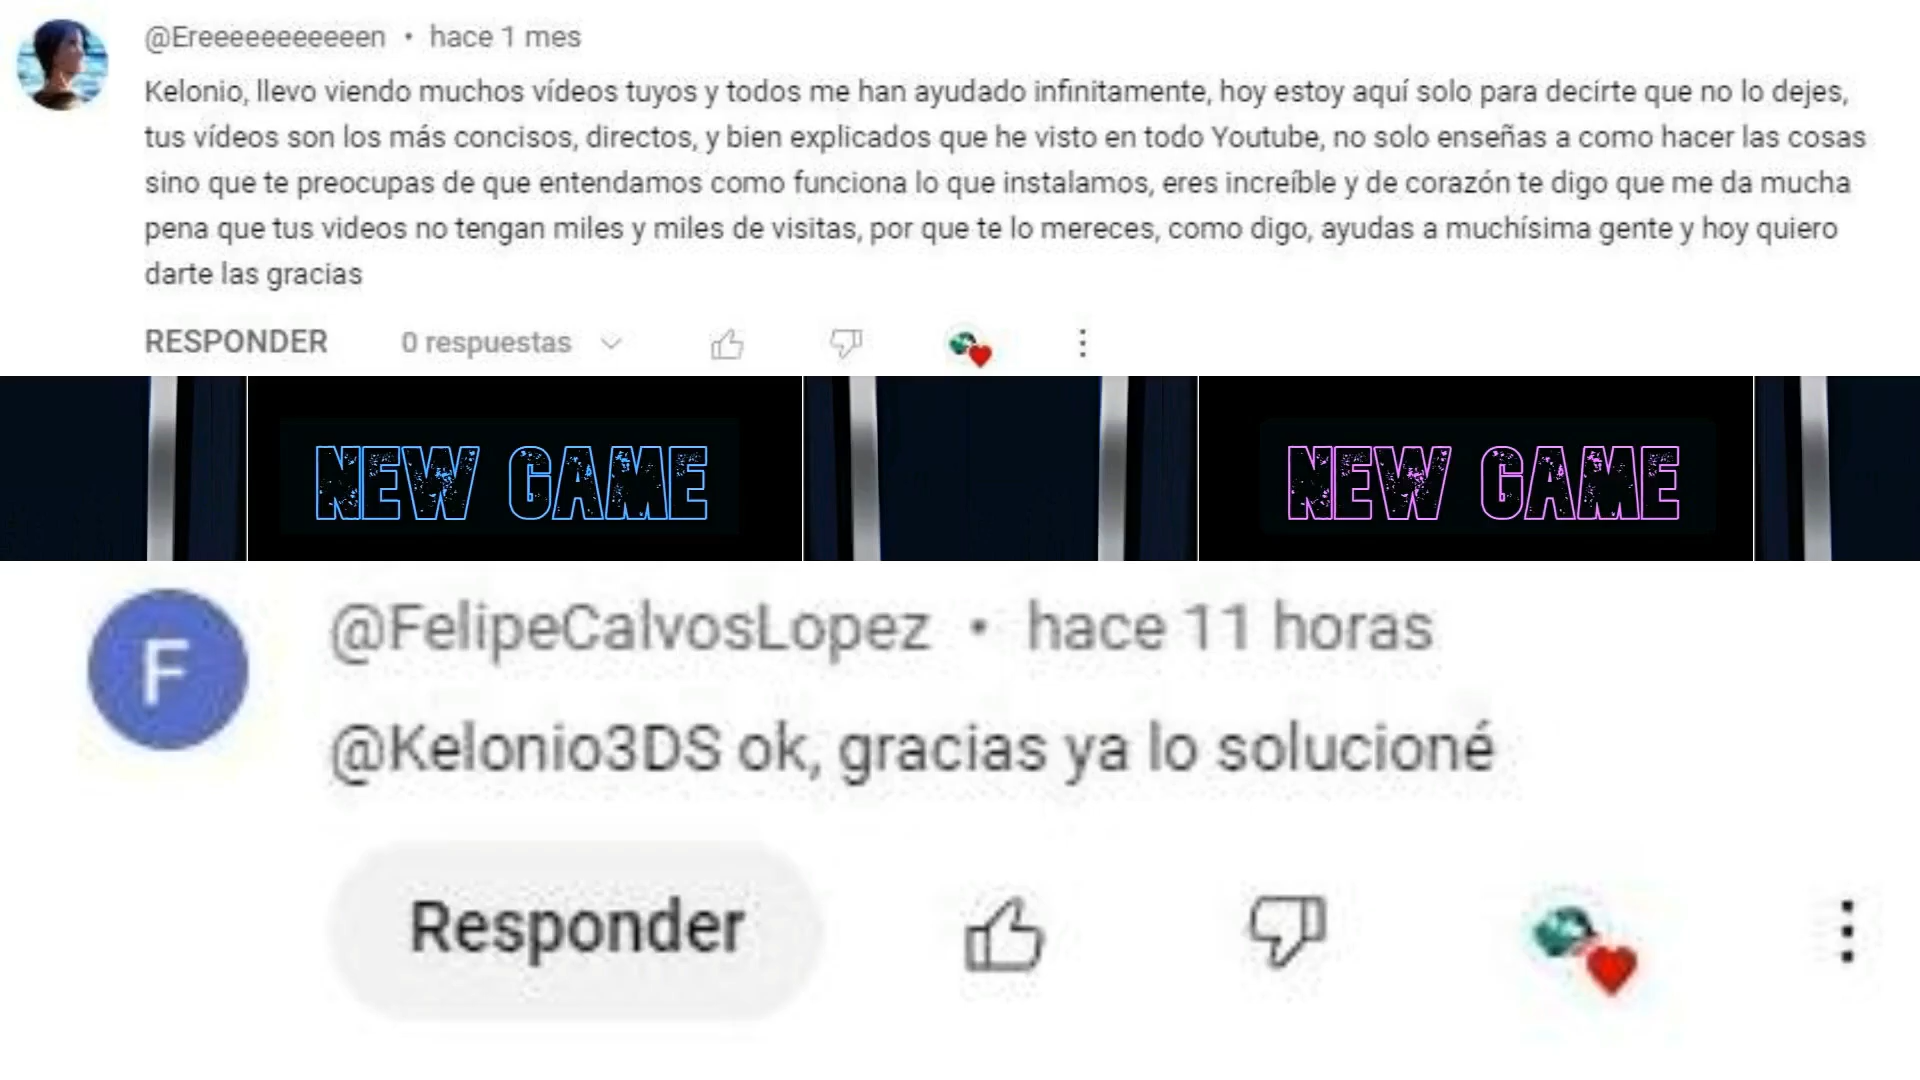 @Ereeeeeeeeeeen • hace 1 mes
Kelonio, llevo viendo muchos vídeos tuyos y todos me han ayudado infinitamente, hoy estoy aquí solo para decirte que no lo dejes,
tus vídeos son los más concisos, directos, y bien explicados que he visto en todo Youtube, no solo enseñas a como hacer las cosas
sino que te preocupas de que entendamos como funciona lo que instalamos, eres increíble y de corazón te digo que me da mucha
pena que tus videos no tengan miles y miles de visitas, por que te lo mereces, como digo, ayudas a muchísima gente y hoy quiero
darte las gracias
RESPONDER 0 respuestas
NEW GAME NEW GAME
F
@FelipeCalvosLopez • hace 11 horas
@Kelonio3DS ok, gracias ya lo solucioné
Responder